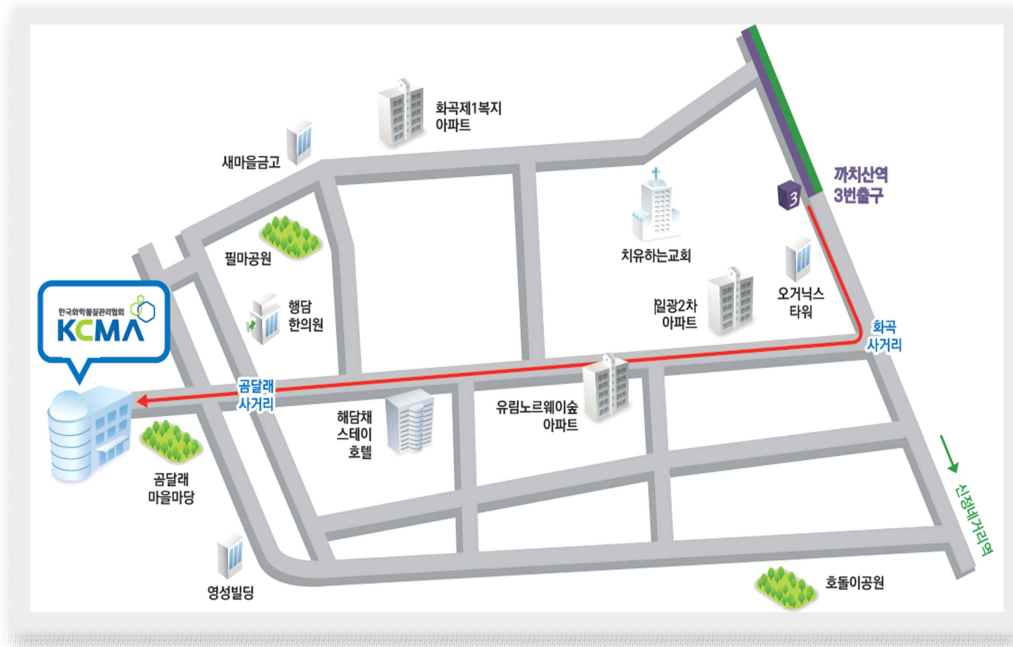 화곡제1복지
아파트
새마을금고
까치산역
3번출구
3
치유하는교회
필마공원
오거닉스
타워
일광2차
아파트
행담
한의원
한국화학물질관리협회
KCMA
화곡
사거리
곰달래
사거리
유림노르웨이숲
아파트
해담채
스테이
호텔
곰달래
마을마당
신정네거리역
영성빌딩
호돌이공원